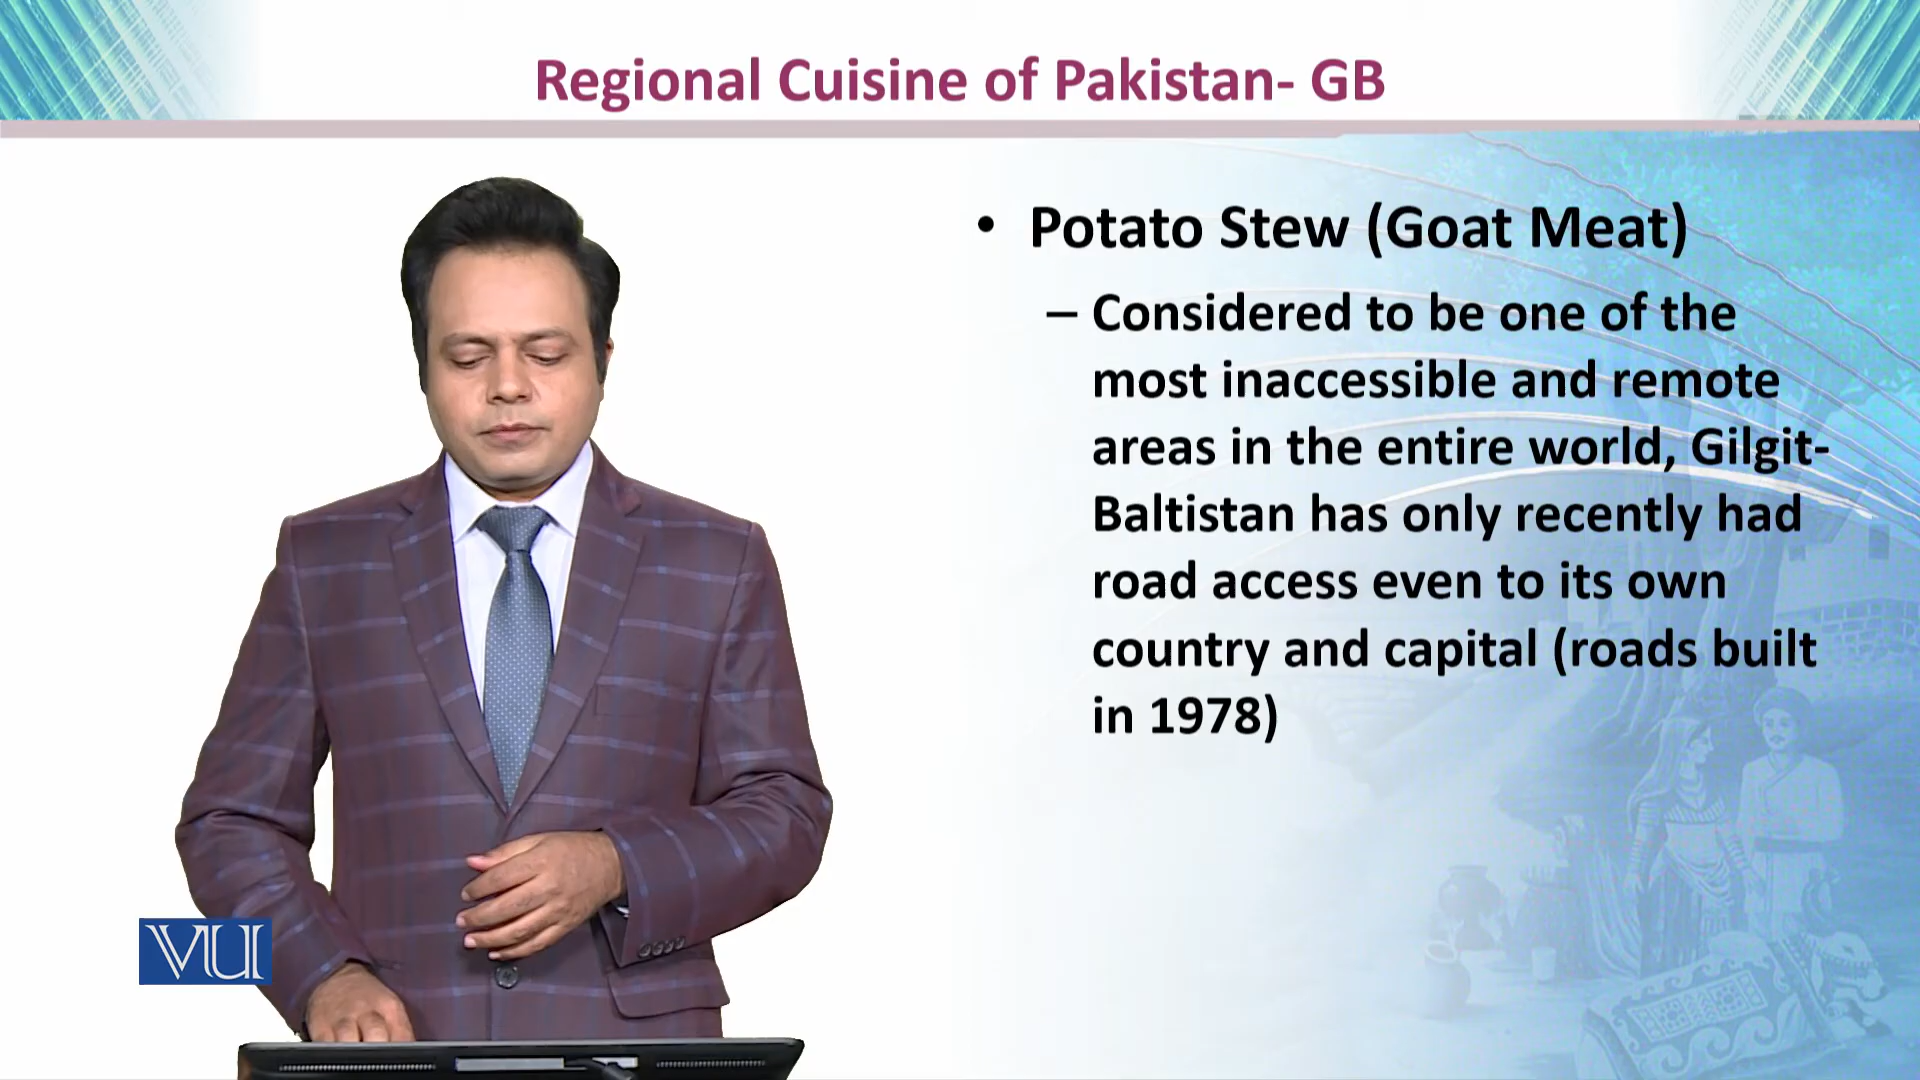 Regional Cuisine of Pakistan- GB
• Potato Stew (Goat Meat)
– Considered to be one of the
most inaccessible and remote
areas in the entire world, Gilgit-
Baltistan has only recently had
road access even to its own
country and capital (roads built
in 1978)
VU